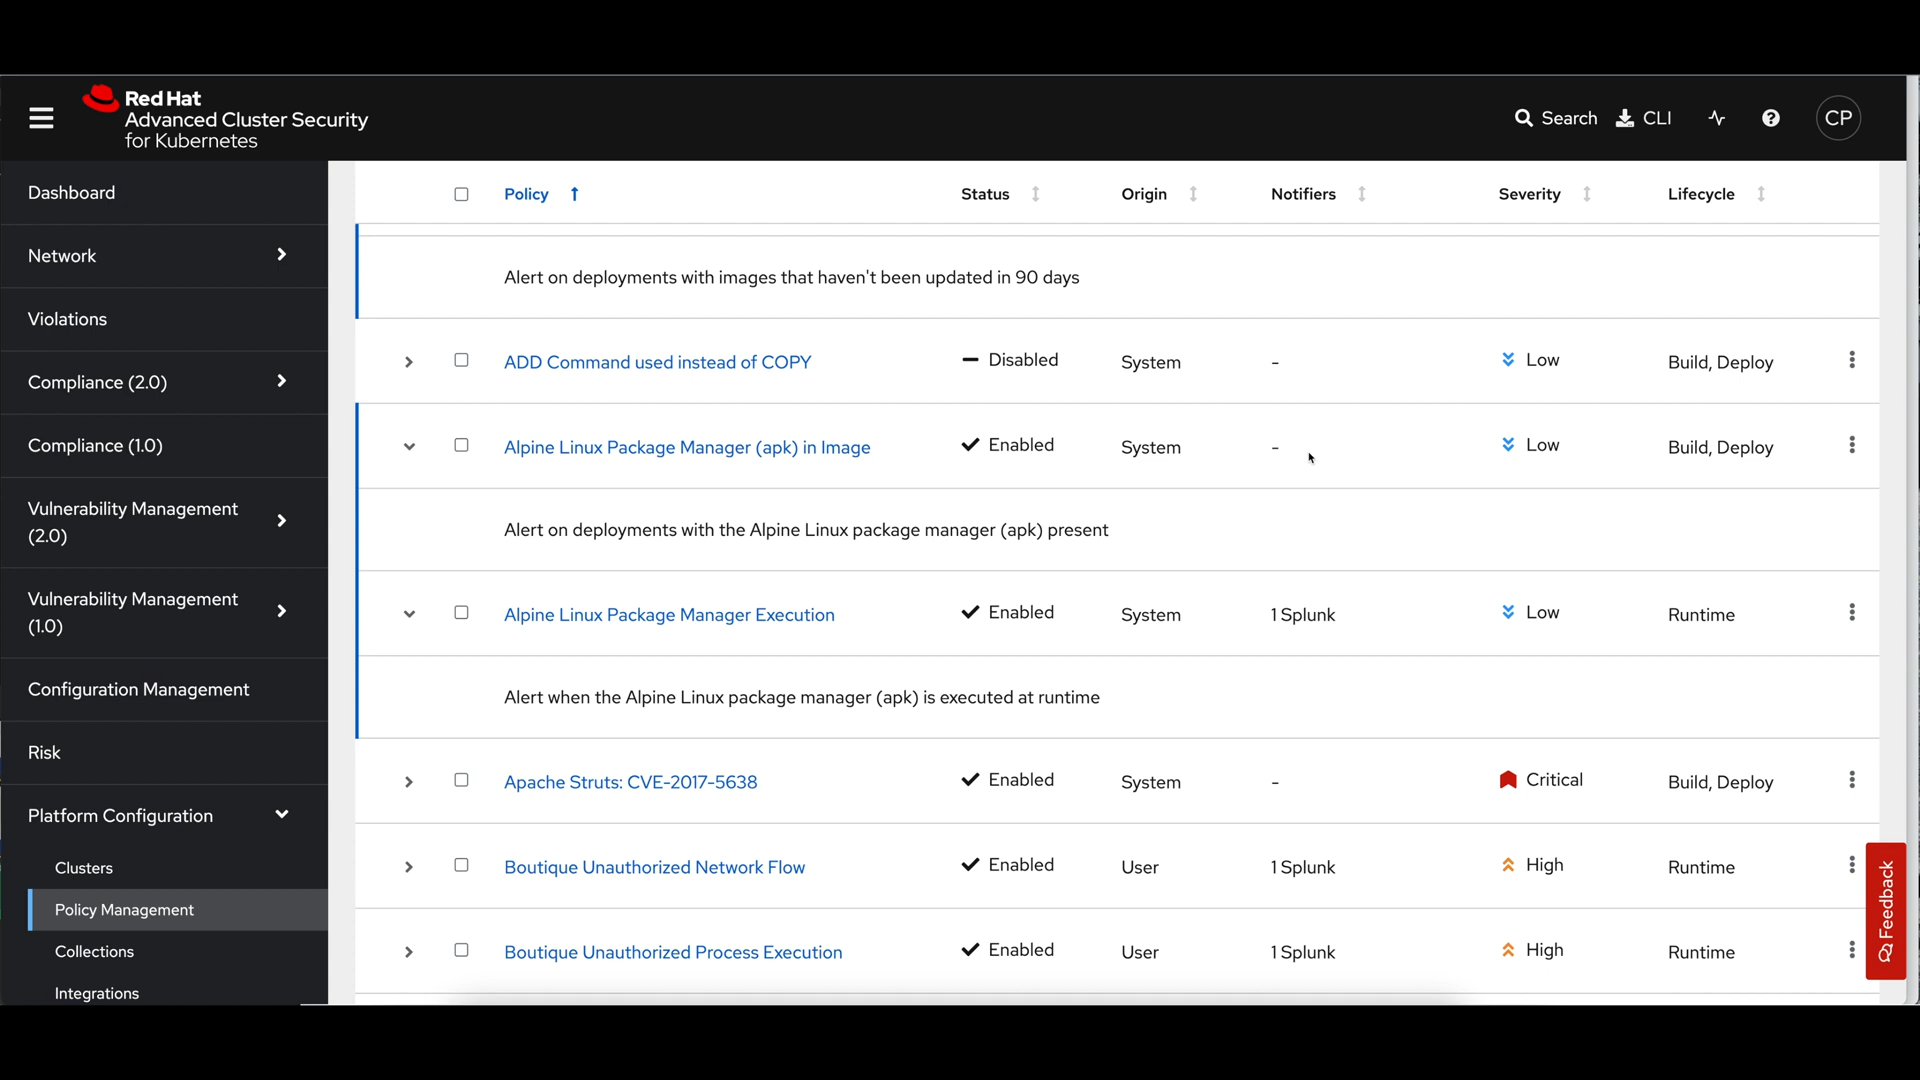 Red Hat
Advanced Cluster Security
for Kubernetes
Search
CLI
CP
Dashboard
Network
Violations
Compliance (2.0)
Compliance (1.0)
Vulnerability Management
(2.0)
Vulnerability Management
(1.0)
Configuration Management
Risk
Platform Configuration
Clusters
Policy Management
Collections
Integrations
Policy Status Origin Notifiers Severity Lifecycle
Alert on deployments with images that haven't been updated in 90 days
ADD Command used instead of COPY Disabled System - Low Build, Deploy
Alpine Linux Package Manager (apk) in Image Enabled System - Low Build, Deploy
Alert on deployments with the Alpine Linux package manager (apk) present
Alpine Linux Package Manager Execution Enabled System 1 Splunk Low Runtime
Alert when the Alpine Linux package manager (apk) is executed at runtime
Apache Struts: CVE-2017-5638 Enabled System - Critical Build, Deploy
Boutique Unauthorized Network Flow Enabled User 1 Splunk High Runtime
Boutique Unauthorized Process Execution Enabled User 1 Splunk High Runtime
Feedback